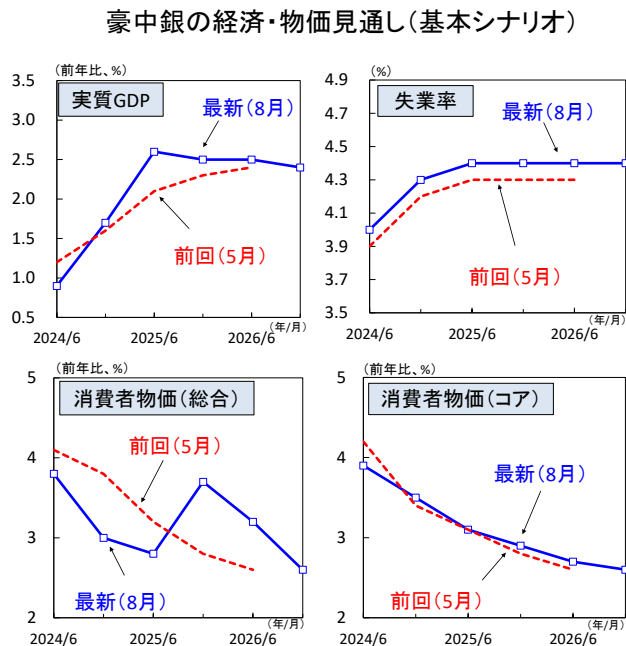 豪中銀の経済・物価見通し（基本シナリオ）
（前年比、%）
実質GDP
3.5
3.0
2.5
2.0
1.5
1.0
0.5
最新（8月）
前回（5月）
2024/6
2025/6
2026/6
（年/月）
（%）
失業率
4.9
4.7
4.5
4.3
4.1
3.9
3.7
3.5
最新（8月）
前回（5月）
2024/6
2025/6
2026/6
（年/月）
（前年比、%）
消費者物価（総合）
5
4
3
2
前回（5月）
最新（8月）
2024/6
2025/6
2026/6
（年/月）
（前年比、%）
消費者物価（コア）
5
4
3
2
最新（8月）
前回（5月）
2024/6
2025/6
2026/6
（年/月）